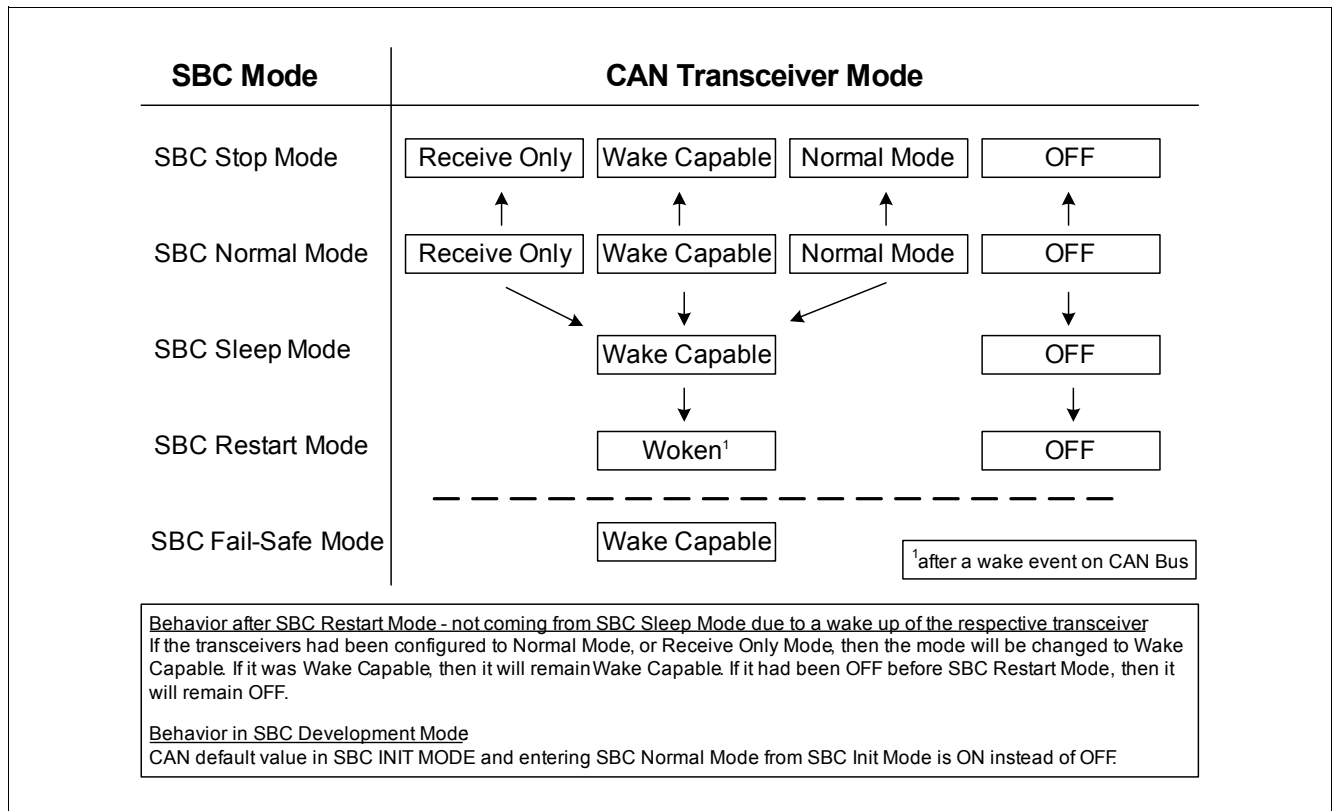 SBC Mode CAN Transceiver Mode
SBC Stop Mode Receive Only Wake Capable Normal Mode OFF
SBC Normal Mode Receive Only Wake Capable Normal Mode OFF
SBC Sleep Mode Wake Capable OFF
SBC Restart Mode Woken¹ OFF
SBC Fail-Safe Mode Wake Capable
¹after a wake event on CAN Bus
Behavior after SBC Restart Mode - not coming from SBC Sleep Mode due to a wake up of the respective transceiver
If the transceivers had been configured to Normal Mode, or Receive Only Mode, then the mode will be changed to Wake
Capable. If it was Wake Capable, then it will remain Wake Capable. If it had been OFF before SBC Restart Mode, then it
will remain OFF.
Behavior in SBC Development Mode
CAN default value in SBC INIT MODE and entering SBC Normal Mode from SBC Init Mode is ON instead of OFF.